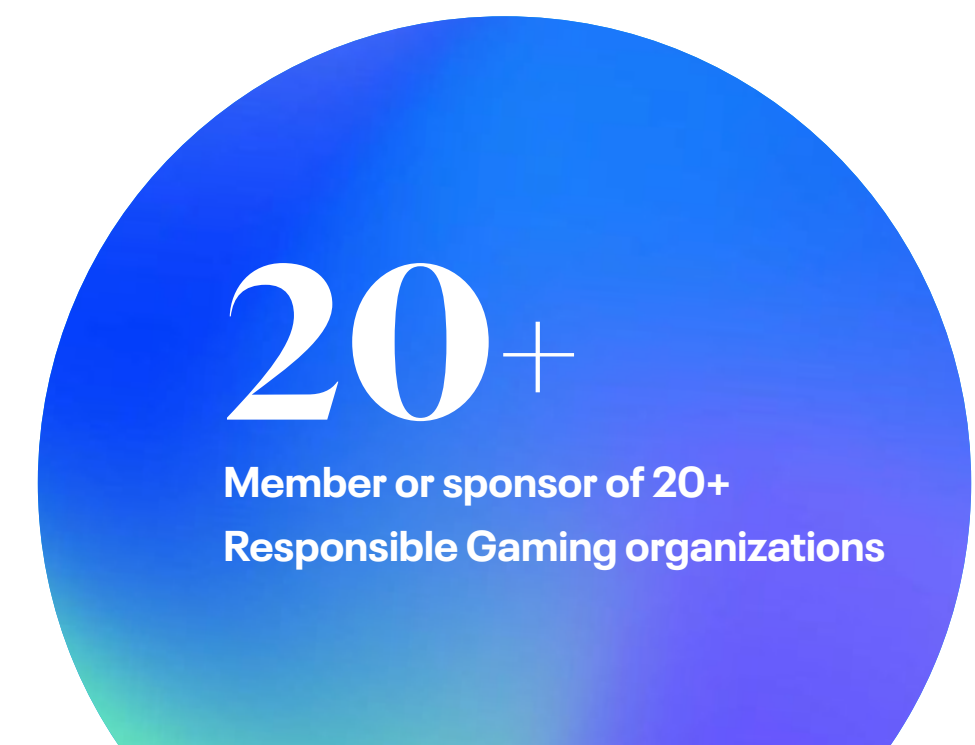 20+
Member or sponsor of 20+
Responsible Gaming organizations